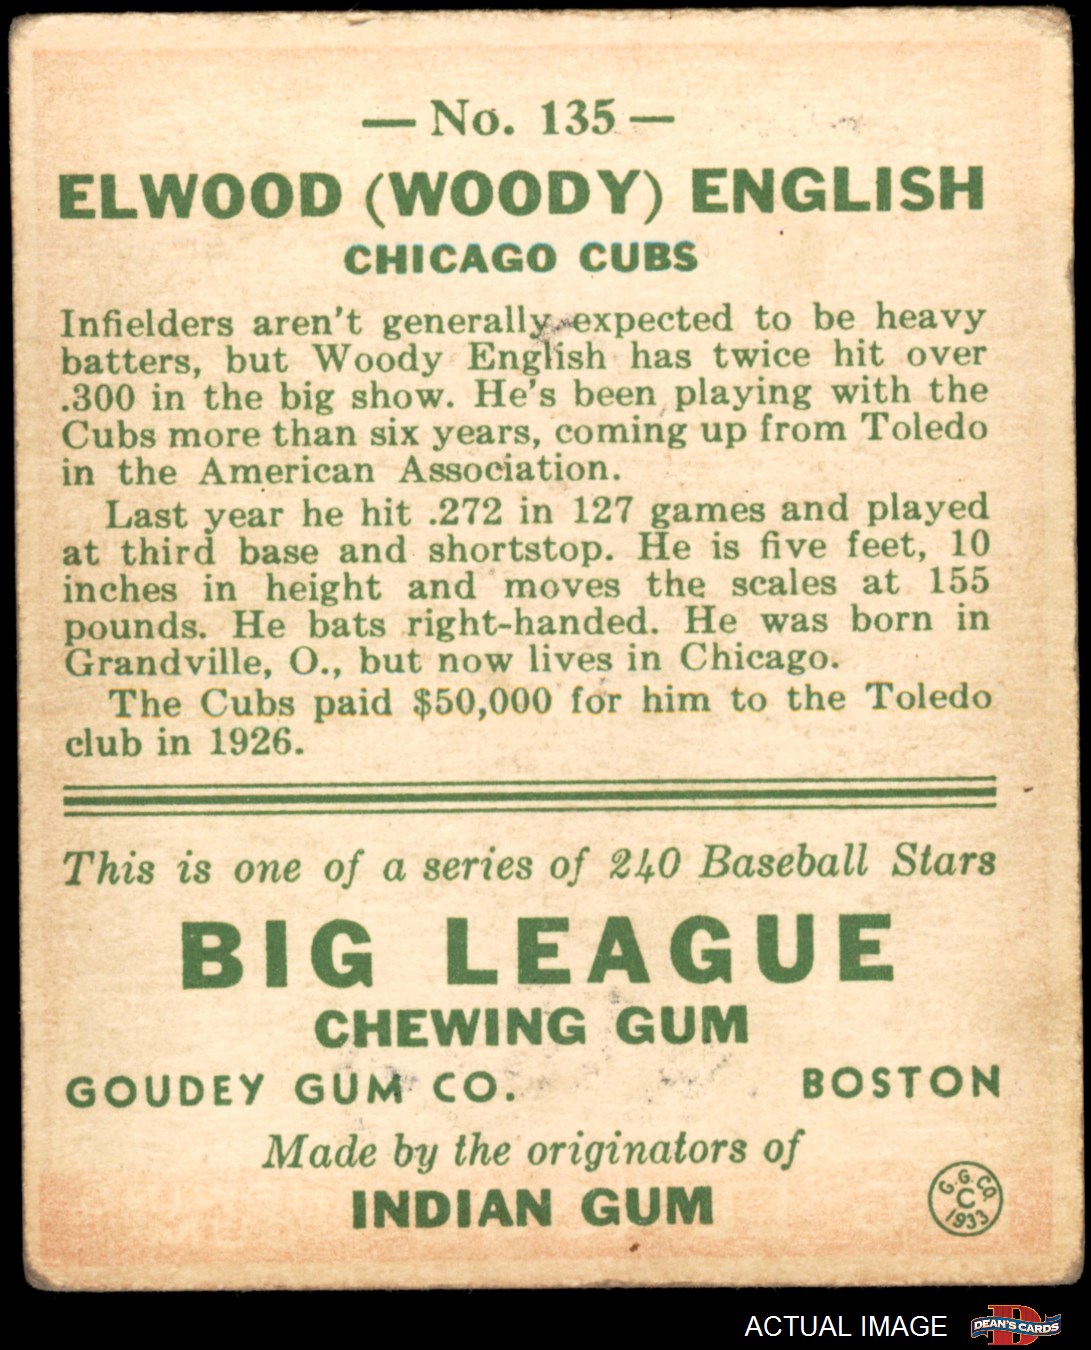 — No. 135 —
ELWOOD (WOODY) ENGLISH
CHICAGO CUBS
Infielders aren't generally expected to be heavy
batters, but Woody English has twice hit over
.300 in the big show. He's been playing with the
Cubs more than six years, coming up from Toledo
in the American Association.
Last year he hit .272 in 127 games and played
at third base and shortstop. He is five feet, 10
inches in height and moves the scales at 155
pounds. He bats right-handed. He was born in
Grandville, O., but now lives in Chicago.
The Cubs paid $50,000 for him to the Toledo
club in 1926.
This is one of a series of 240 Baseball Stars
BIG LEAGUE
CHEWING GUM
GOUDEY GUM CO. BOSTON
Made by the originators of
INDIAN GUM
G. G. CO.
C
1933
ACTUAL IMAGE
D
DEAN'S CARDS